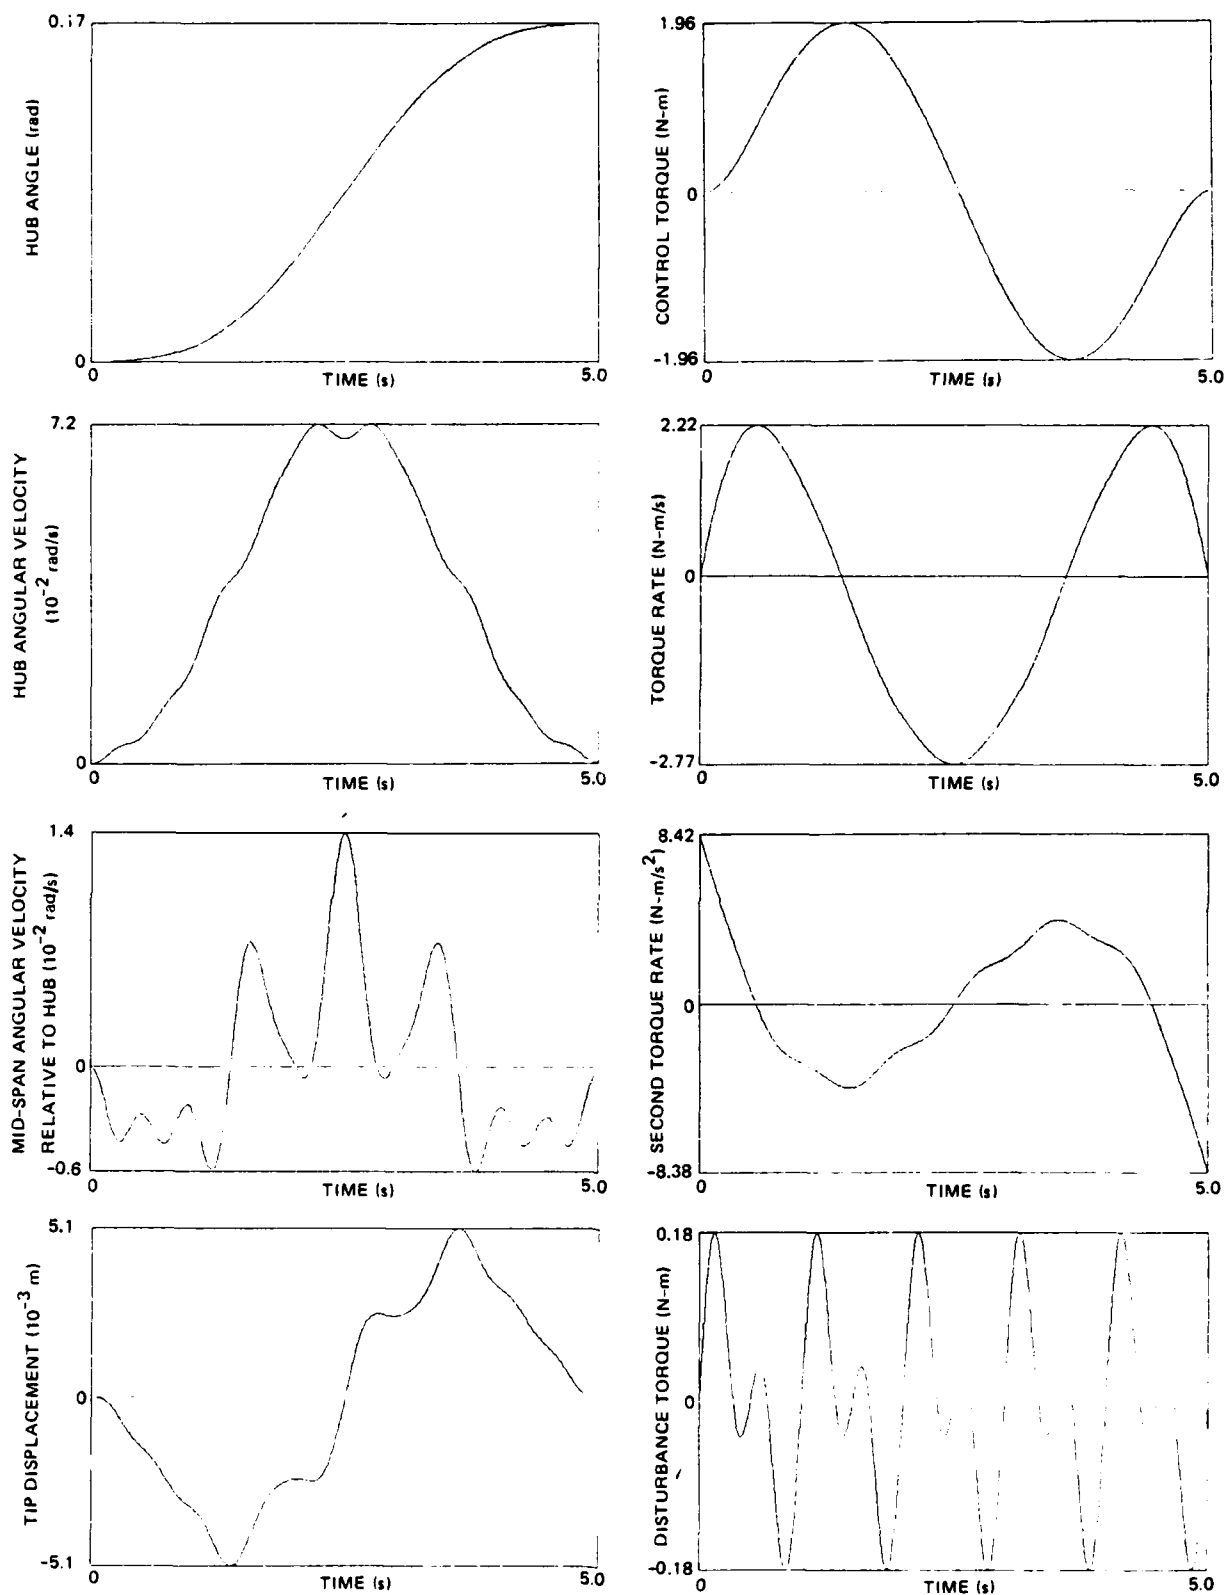 HUB ANGLE (rad)
0.17
0
0
TIME (s)
5.0
CONTROL TORQUE (N-m)
1.96
0
-1.96
0
TIME (s)
5.0
HUB ANGULAR VELOCITY
(10⁻² rad/s)
7.2
0
0
TIME (s)
5.0
TORQUE RATE (N-m/s)
2.22
0
-2.77
0
TIME (s)
5.0
MID-SPAN ANGULAR VELOCITY
RELATIVE TO HUB (10⁻² rad/s)
1.4
0
-0.6
0
TIME (s)
5.0
SECOND TORQUE RATE (N-m/s²)
8.42
0
-8.38
0
TIME (s)
5.0
TIP DISPLACEMENT (10⁻³ m)
5.1
0
-5.1
0
TIME (s)
5.0
DISTURBANCE TORQUE (N-m)
0.18
0
-0.18
0
TIME (s)
5.0